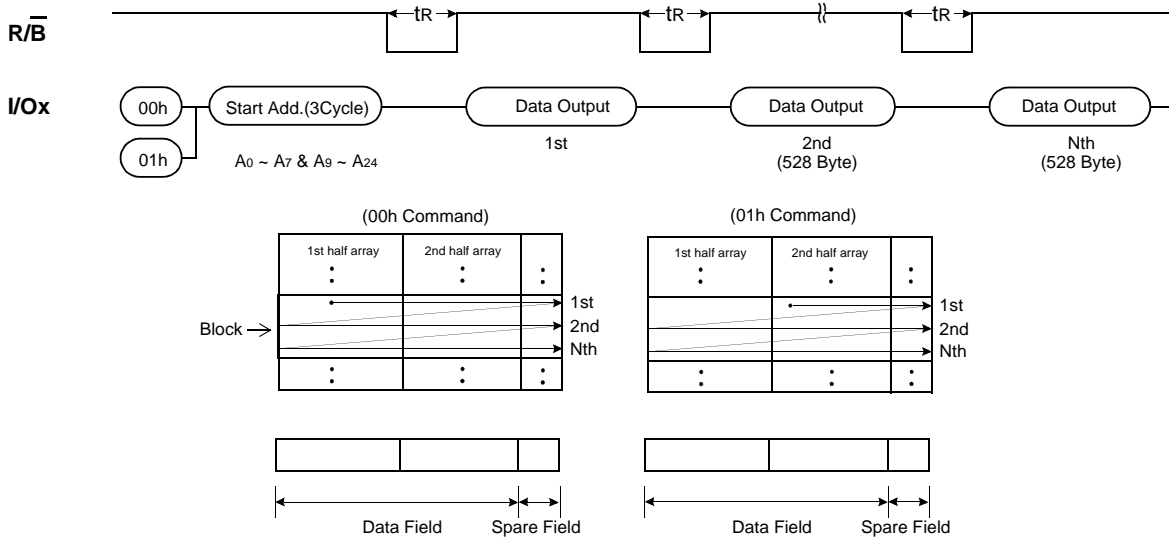 R/B tR tR tR
I/Ox 00h Start Add.(3Cycle) Data Output Data Output Data Output
01h A0 ~ A7 & A9 ~ A24 1st 2nd Nth
(528 Byte) (528 Byte)
(00h Command) (01h Command)
1st half array 2nd half array 1st half array 2nd half array
1st 1st
Block 2nd 2nd
Nth Nth
Data Field Spare Field Data Field Spare Field